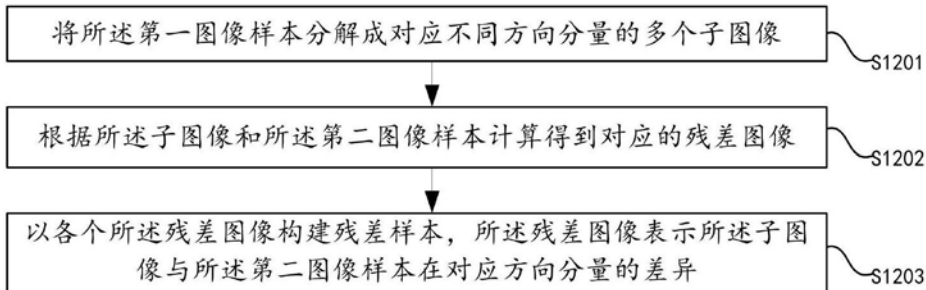 将所述第一图像样本分解成对应不同方向分量的多个子图像
S1201
根据所述子图像和所述第二图像样本计算得到对应的残差图像
S1202
以各个所述残差图像构建残差样本，所述残差图像表示所述子图
像与所述第二图像样本在对应方向分量的差异
S1203